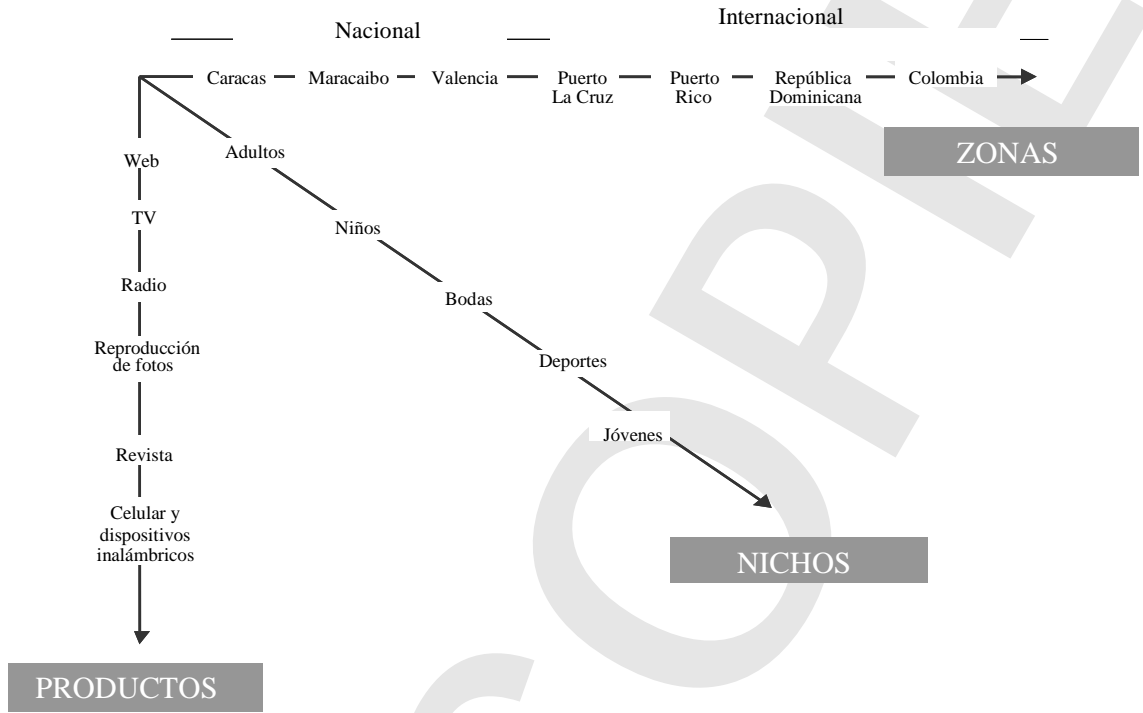 Nacional
Internacional
Caracas
Maracaibo
Valencia
Puerto
La Cruz
Puerto
Rico
República
Dominicana
Colombia
ZONAS
Web
TV
Radio
Reproducción
de fotos
Revista
Celular y
dispositivos
inalámbricos
PRODUCTOS
Adultos
Niños
Bodas
Deportes
Jóvenes
NICHOS